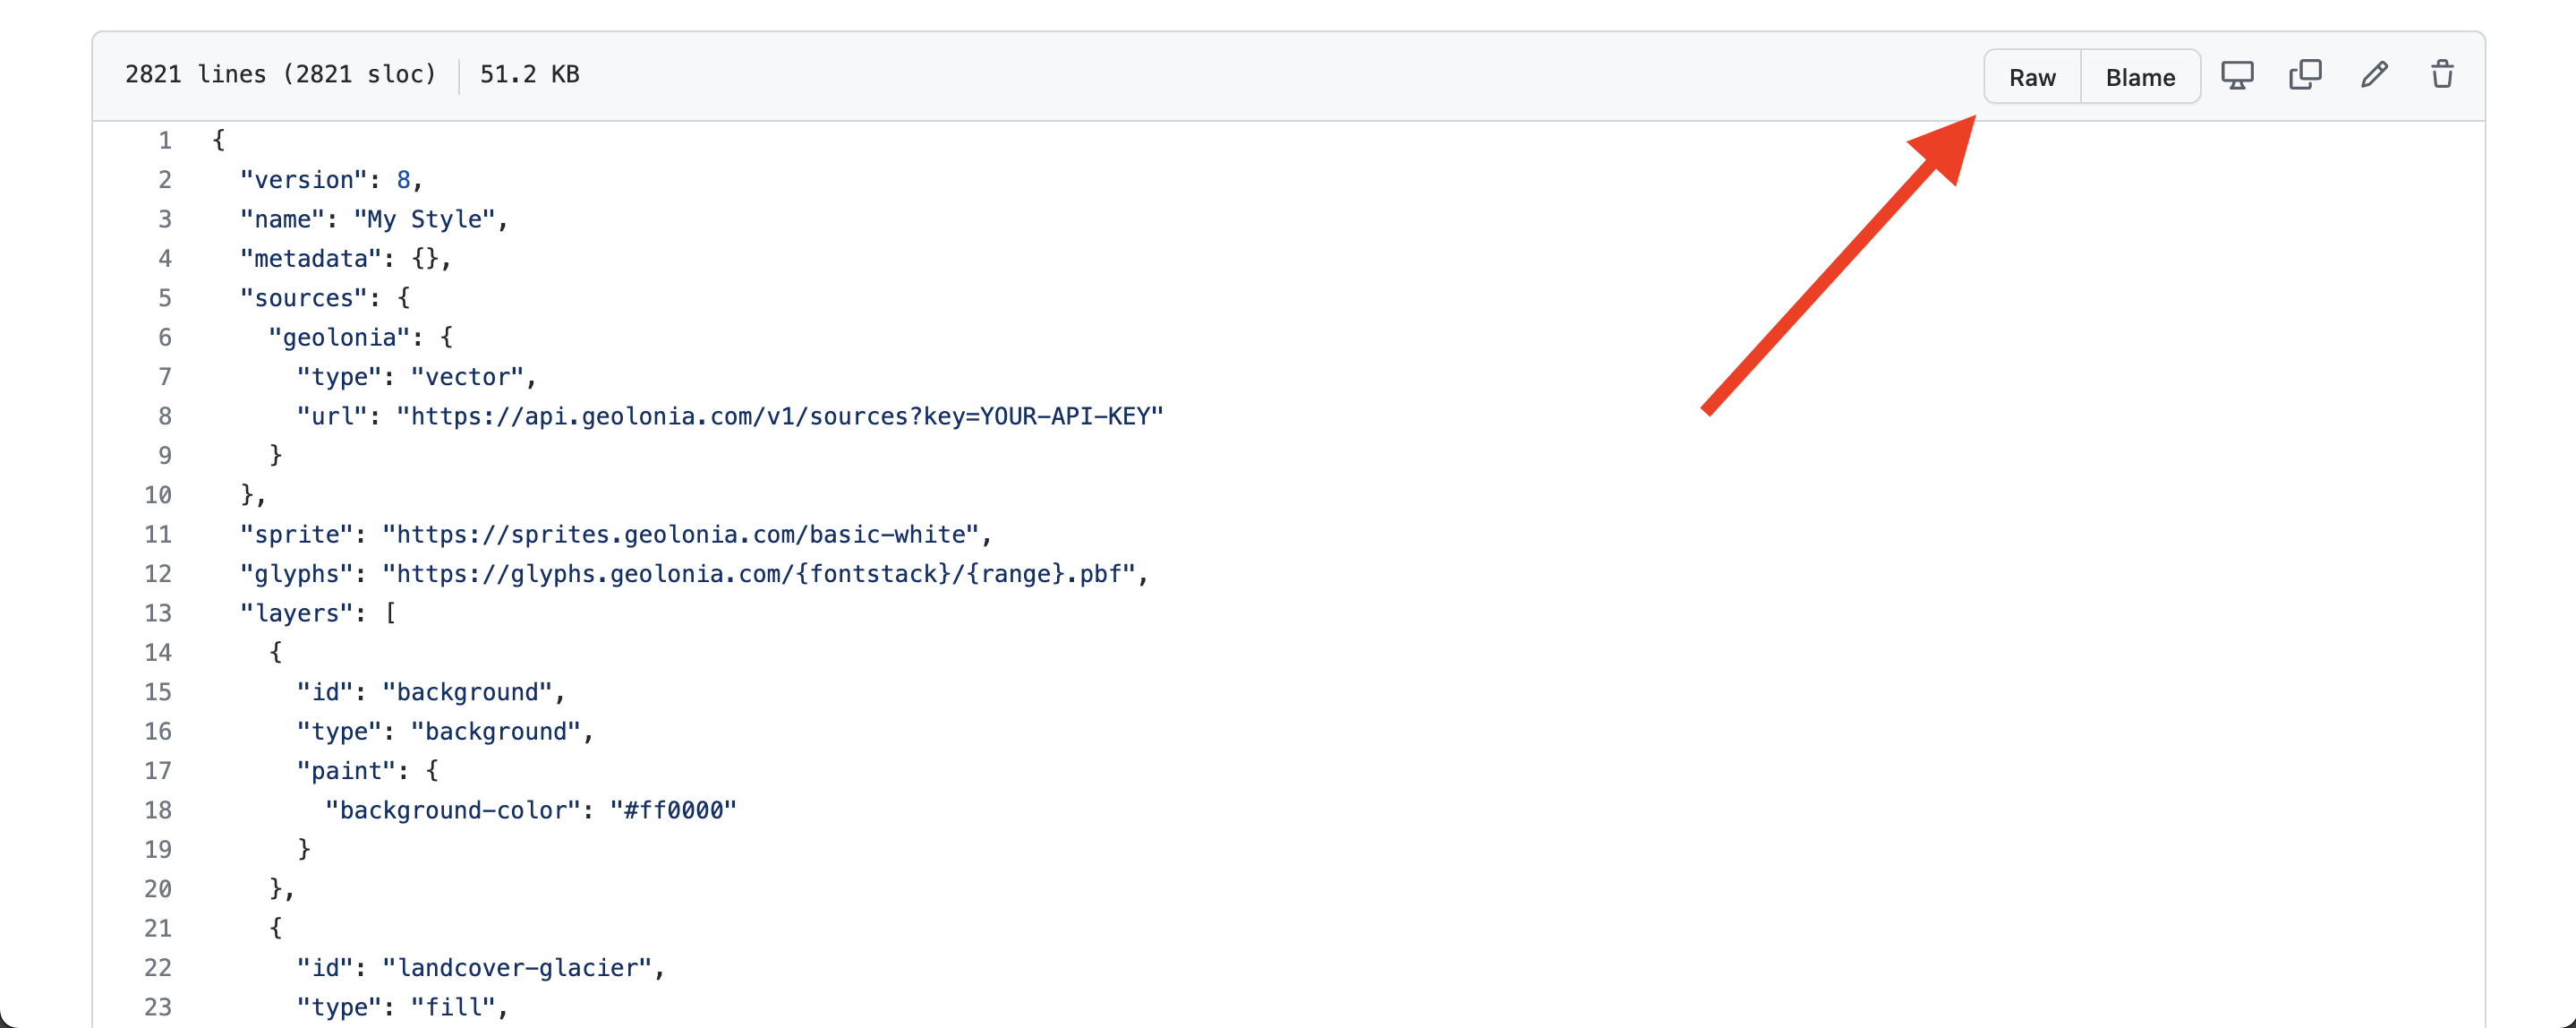 2821 lines (2821 sloc) 51.2 KB Raw Blame
1 {
2   "version": 8,
3   "name": "My Style",
4   "metadata": {},
5   "sources": {
6     "geolonia": {
7       "type": "vector",
8       "url": "https://api.geolonia.com/v1/sources?key=YOUR-API-KEY"
9     }
10   },
11   "sprite": "https://sprites.geolonia.com/basic-white",
12   "glyphs": "https://glyphs.geolonia.com/{fontstack}/{range}.pbf",
13   "layers": [
14     {
15       "id": "background",
16       "type": "background",
17       "paint": {
18         "background-color": "#ff0000"
19       }
20     },
21     {
22       "id": "landcover-glacier",
23       "type": "fill",